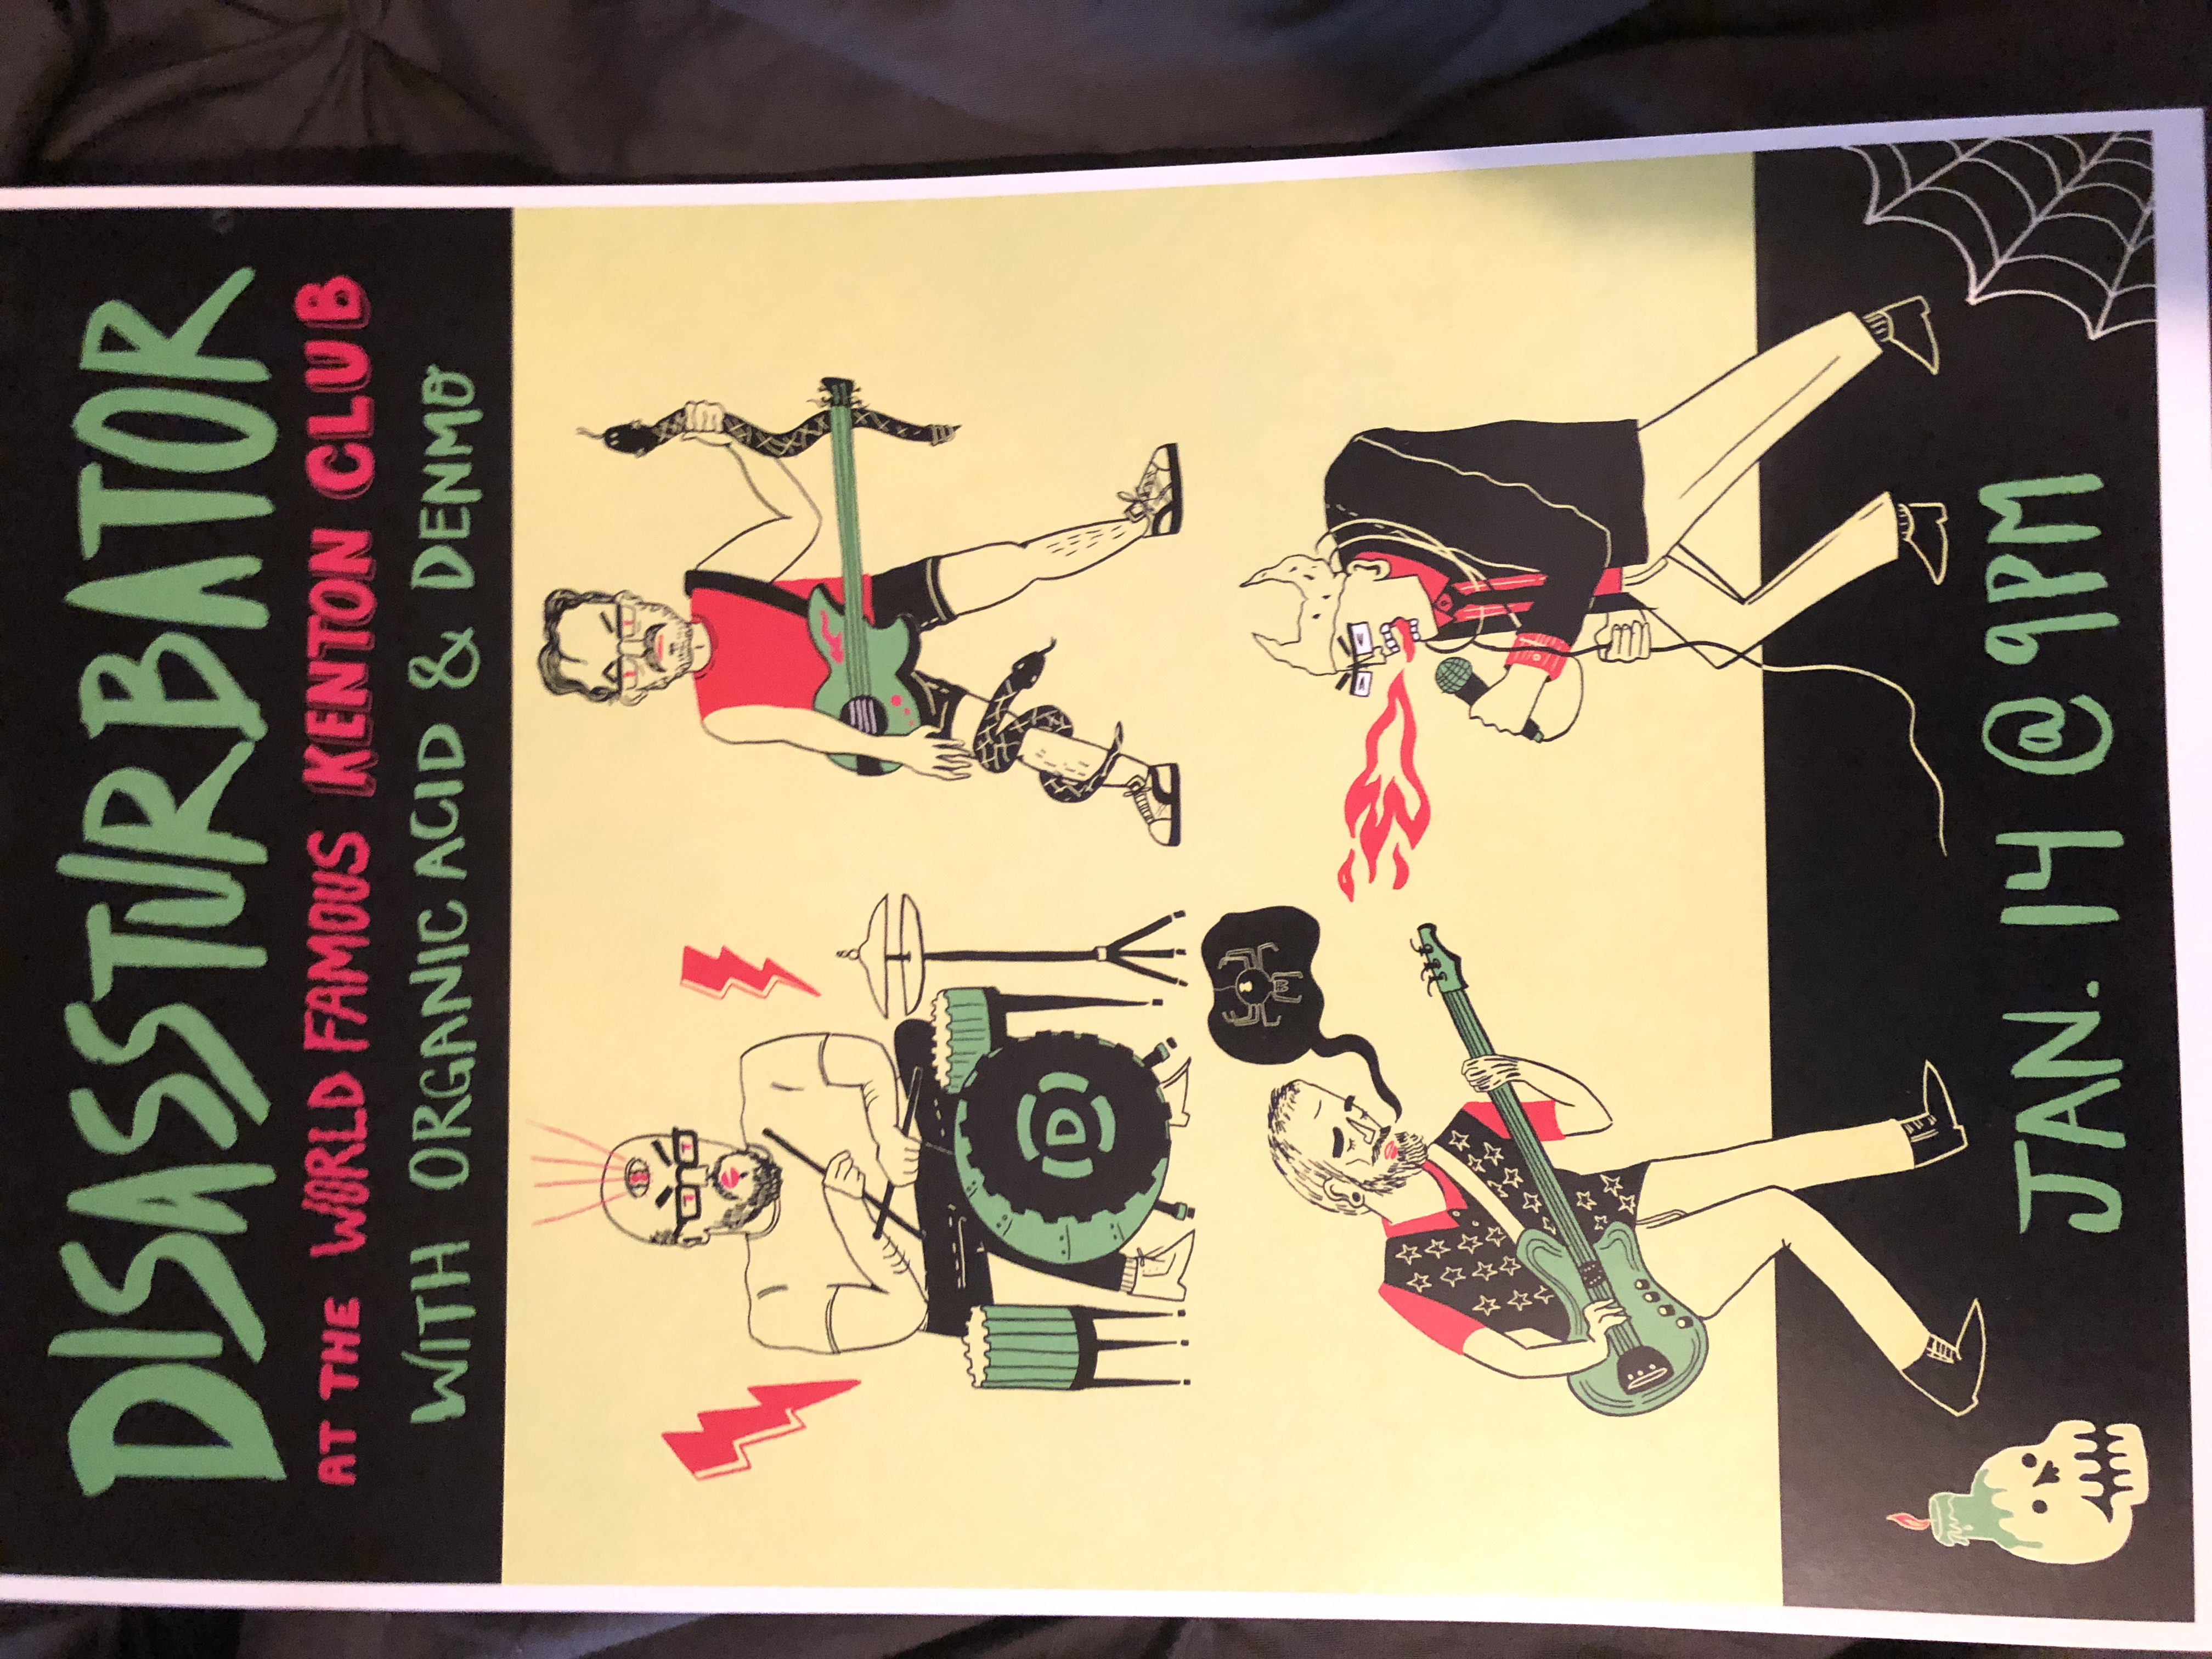 DISASSTURBATOR
AT THE WORLD FAMOUS KENTON CLUB
WITH ORGANIC ACID & DENMO
D
JAN. 14 @ 9PM